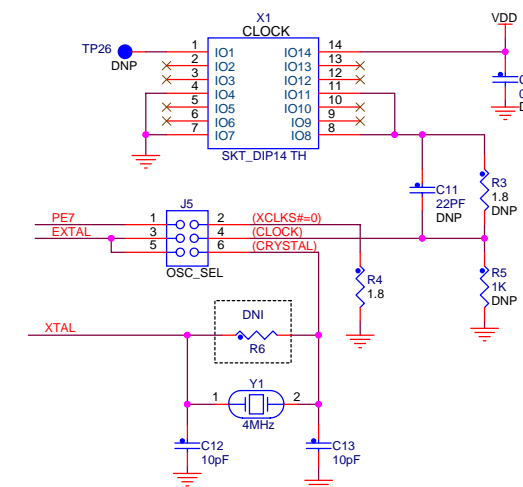 X1
CLOCK
VDD
TP26
DNP
1 IO1 IO14 14
2 IO2 IO13 13
3 IO3 IO12 12
4 IO4 IO11 11
5 IO5 IO10 10
6 IO6 IO9 9
7 IO7 IO8 8
SKT_DIP14 TH
C
0
D
C11
22PF
DNP
R3
1.8
DNP
J5
PE7 1 2 (XCLKS#=0)
EXTAL 3 4 (CLOCK)
5 6 (CRYSTAL)
OSC_SEL
R4
1.8
R5
1K
DNP
DNI
R6
XTAL
Y1
1 2
4MHz
C12
10pF
C13
10pF